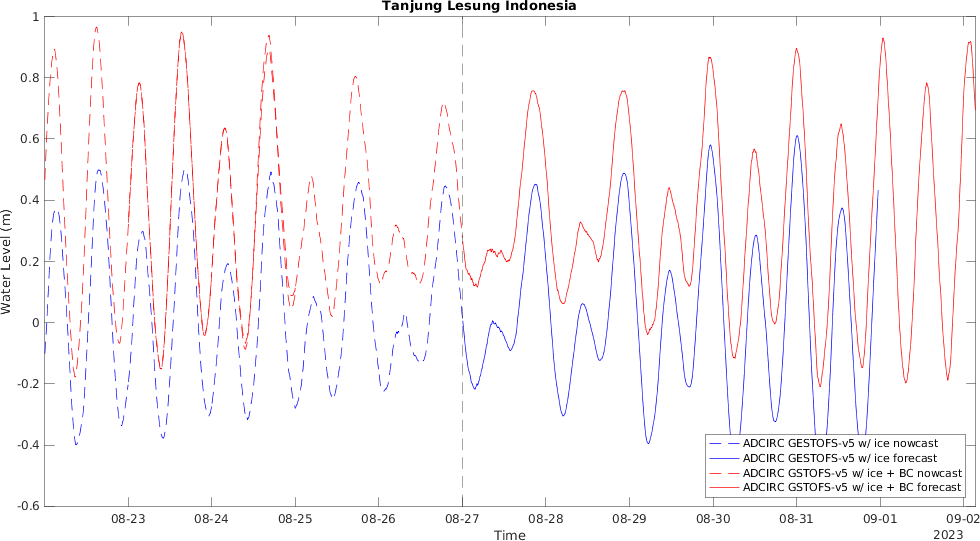 Tanjung Lesung Indonesia
1
0.8
0.6
0.4
0.2
0
-0.2
-0.4
-0.6
Water Level (m)
ADCIRC GESTOFS-v5 w/ ice nowcast
ADCIRC GESTOFS-v5 w/ ice forecast
ADCIRC GSTOFS-v5 w/ ice + BC nowcast
ADCIRC GSTOFS-v5 w/ ice + BC forecast
08-23 08-24 08-25 08-26 08-27 08-28 08-29 08-30 08-31 09-01 09-02
Time
2023